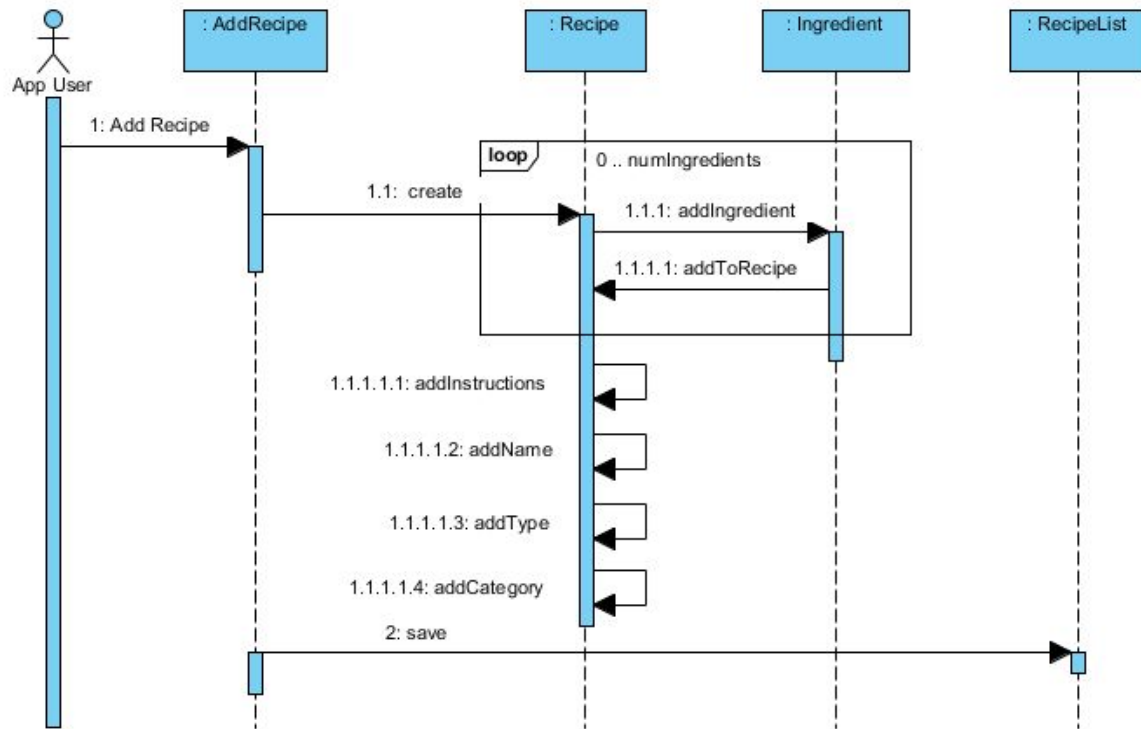 : AddRecipe
: Recipe
: Ingredient
: RecipeList
App User
1: Add Recipe
loop
0 .. numIngredients
1.1: create
1.1.1: addIngredient
1.1.1.1: addToRecipe
1.1.1.1.1: addInstructions
1.1.1.1.2: addName
1.1.1.1.3: addType
1.1.1.1.4: addCategory
2: save